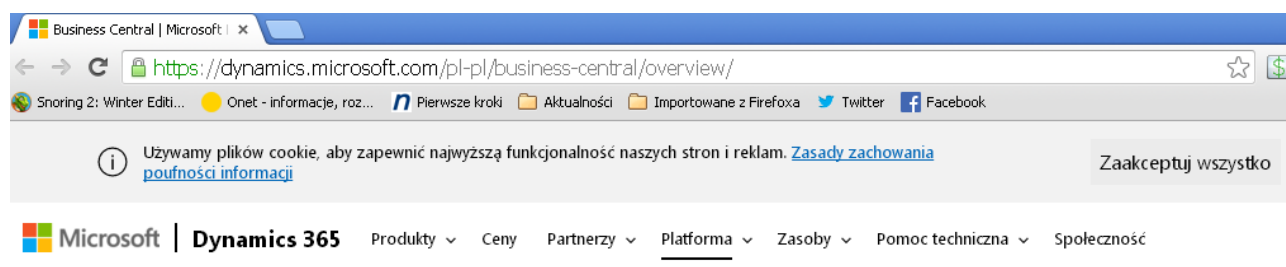 Business Central | Microsoft
https://dynamics.microsoft.com/pl-pl/business-central/overview/
Snoring 2: Winter Editi... Onet - informacje, roz... Pierwsze kroki Aktualności Importowane z Firefoxa Twitter Facebook
Używamy plików cookie, aby zapewnić najwyższą funkcjonalność naszych stron i reklam. Zasady zachowania
poufności informacji
Zaakceptuj wszystko
Microsoft | Dynamics 365 Produkty Ceny Partnerzy Platforma Zasoby Pomoc techniczna Społeczność